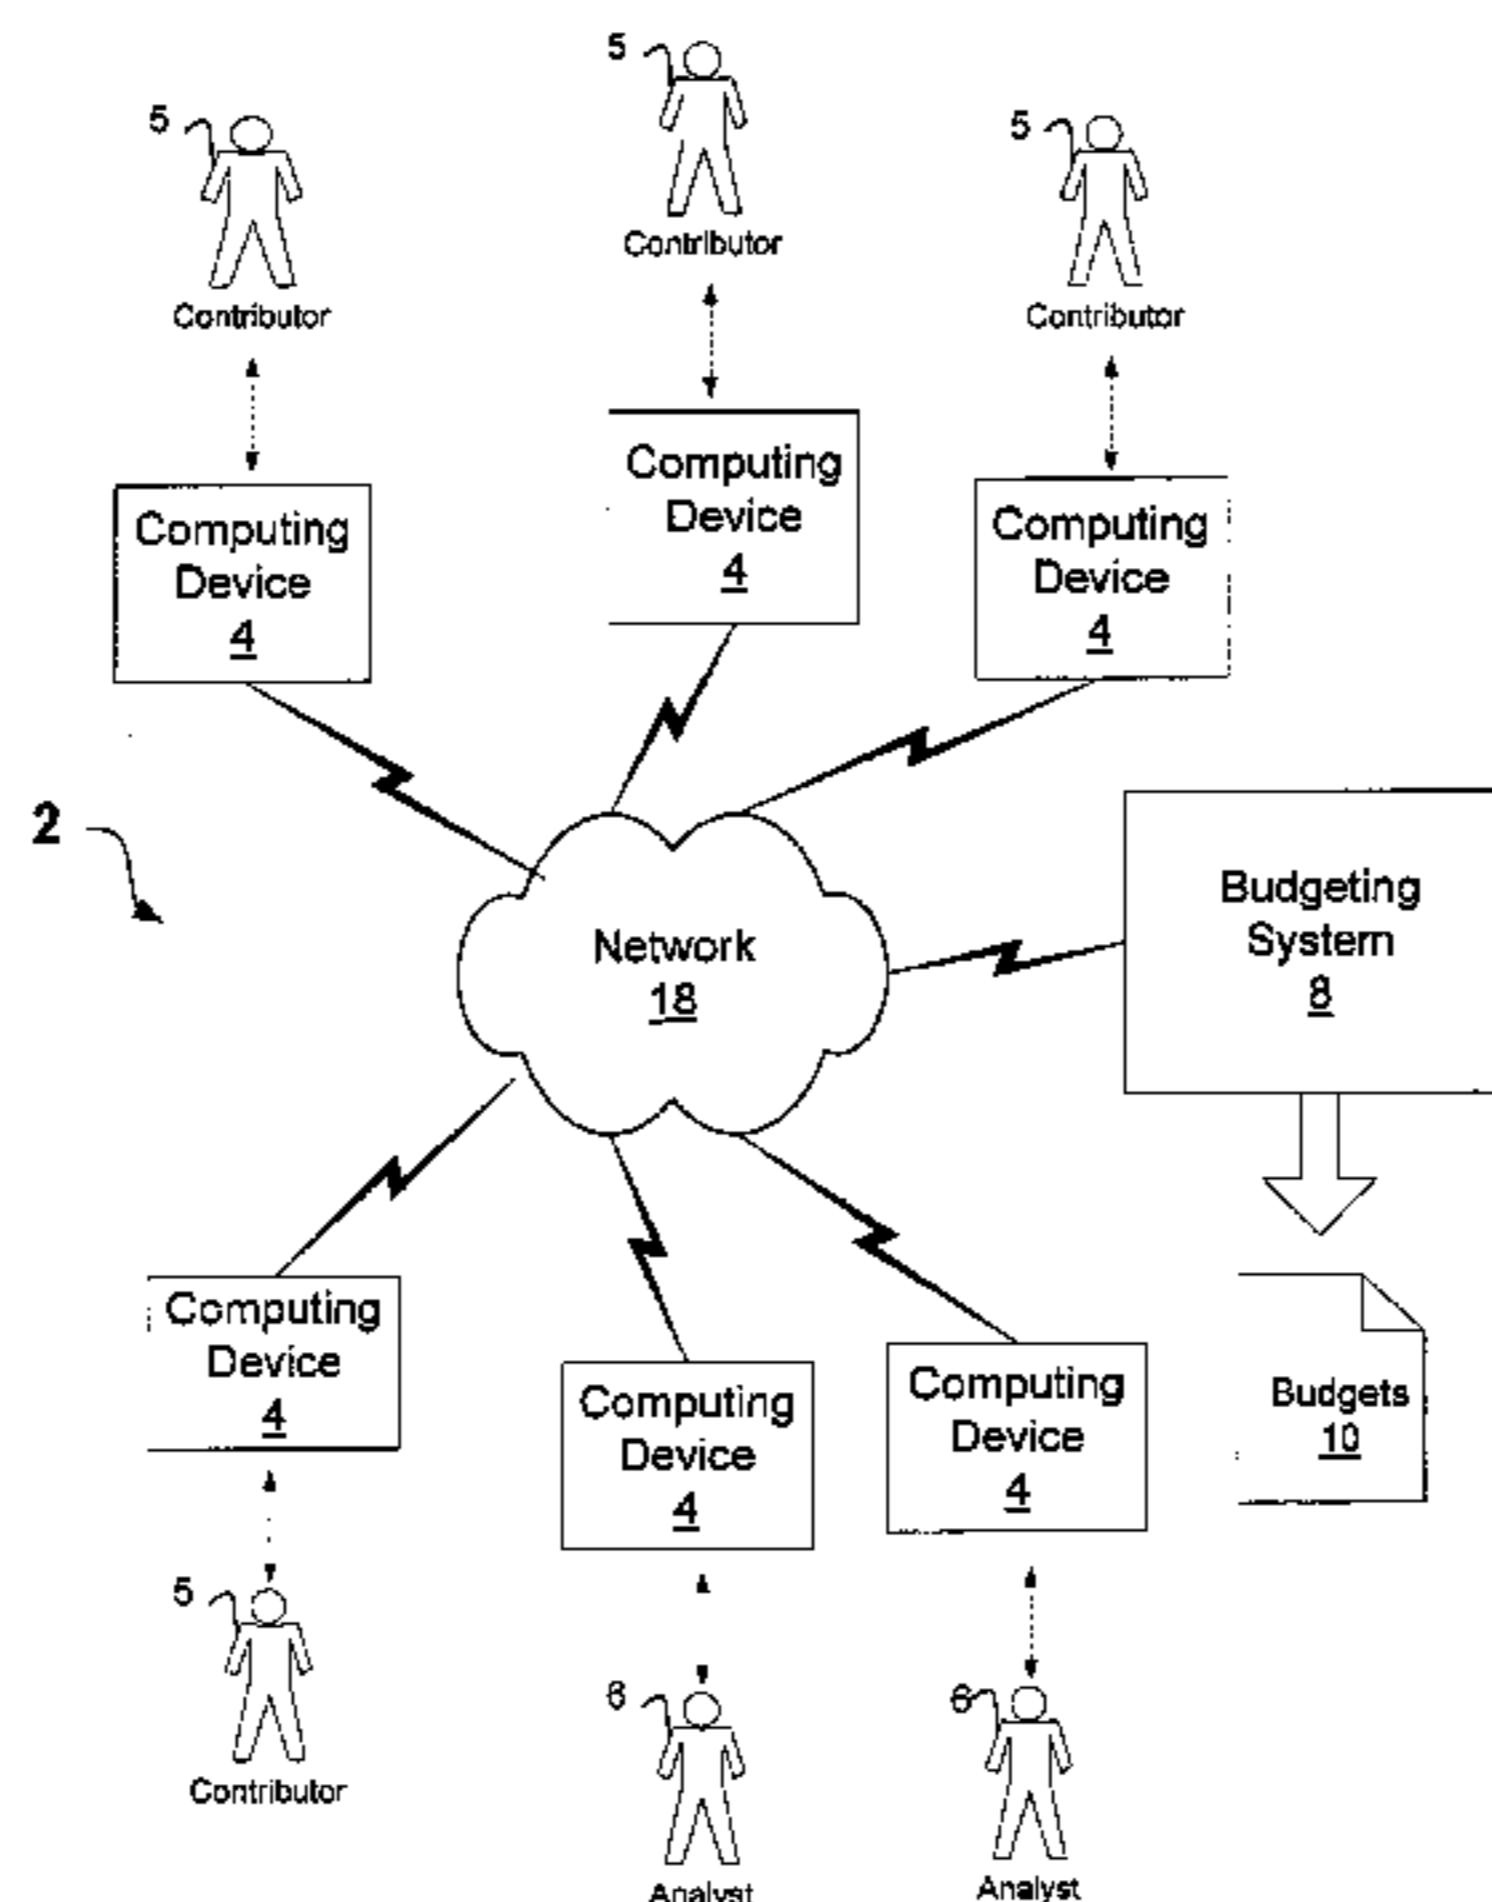 5
5
5
Contributor
Contributor
Contributor
Computing
Device
4
Computing
Device
4
Computing
Device
4
2
Network
18
Budgeting
System
8
Computing
Device
4
Computing
Device
4
Computing
Device
4
Budgets
10
5
Contributor
6
Analyst
6
Analyst